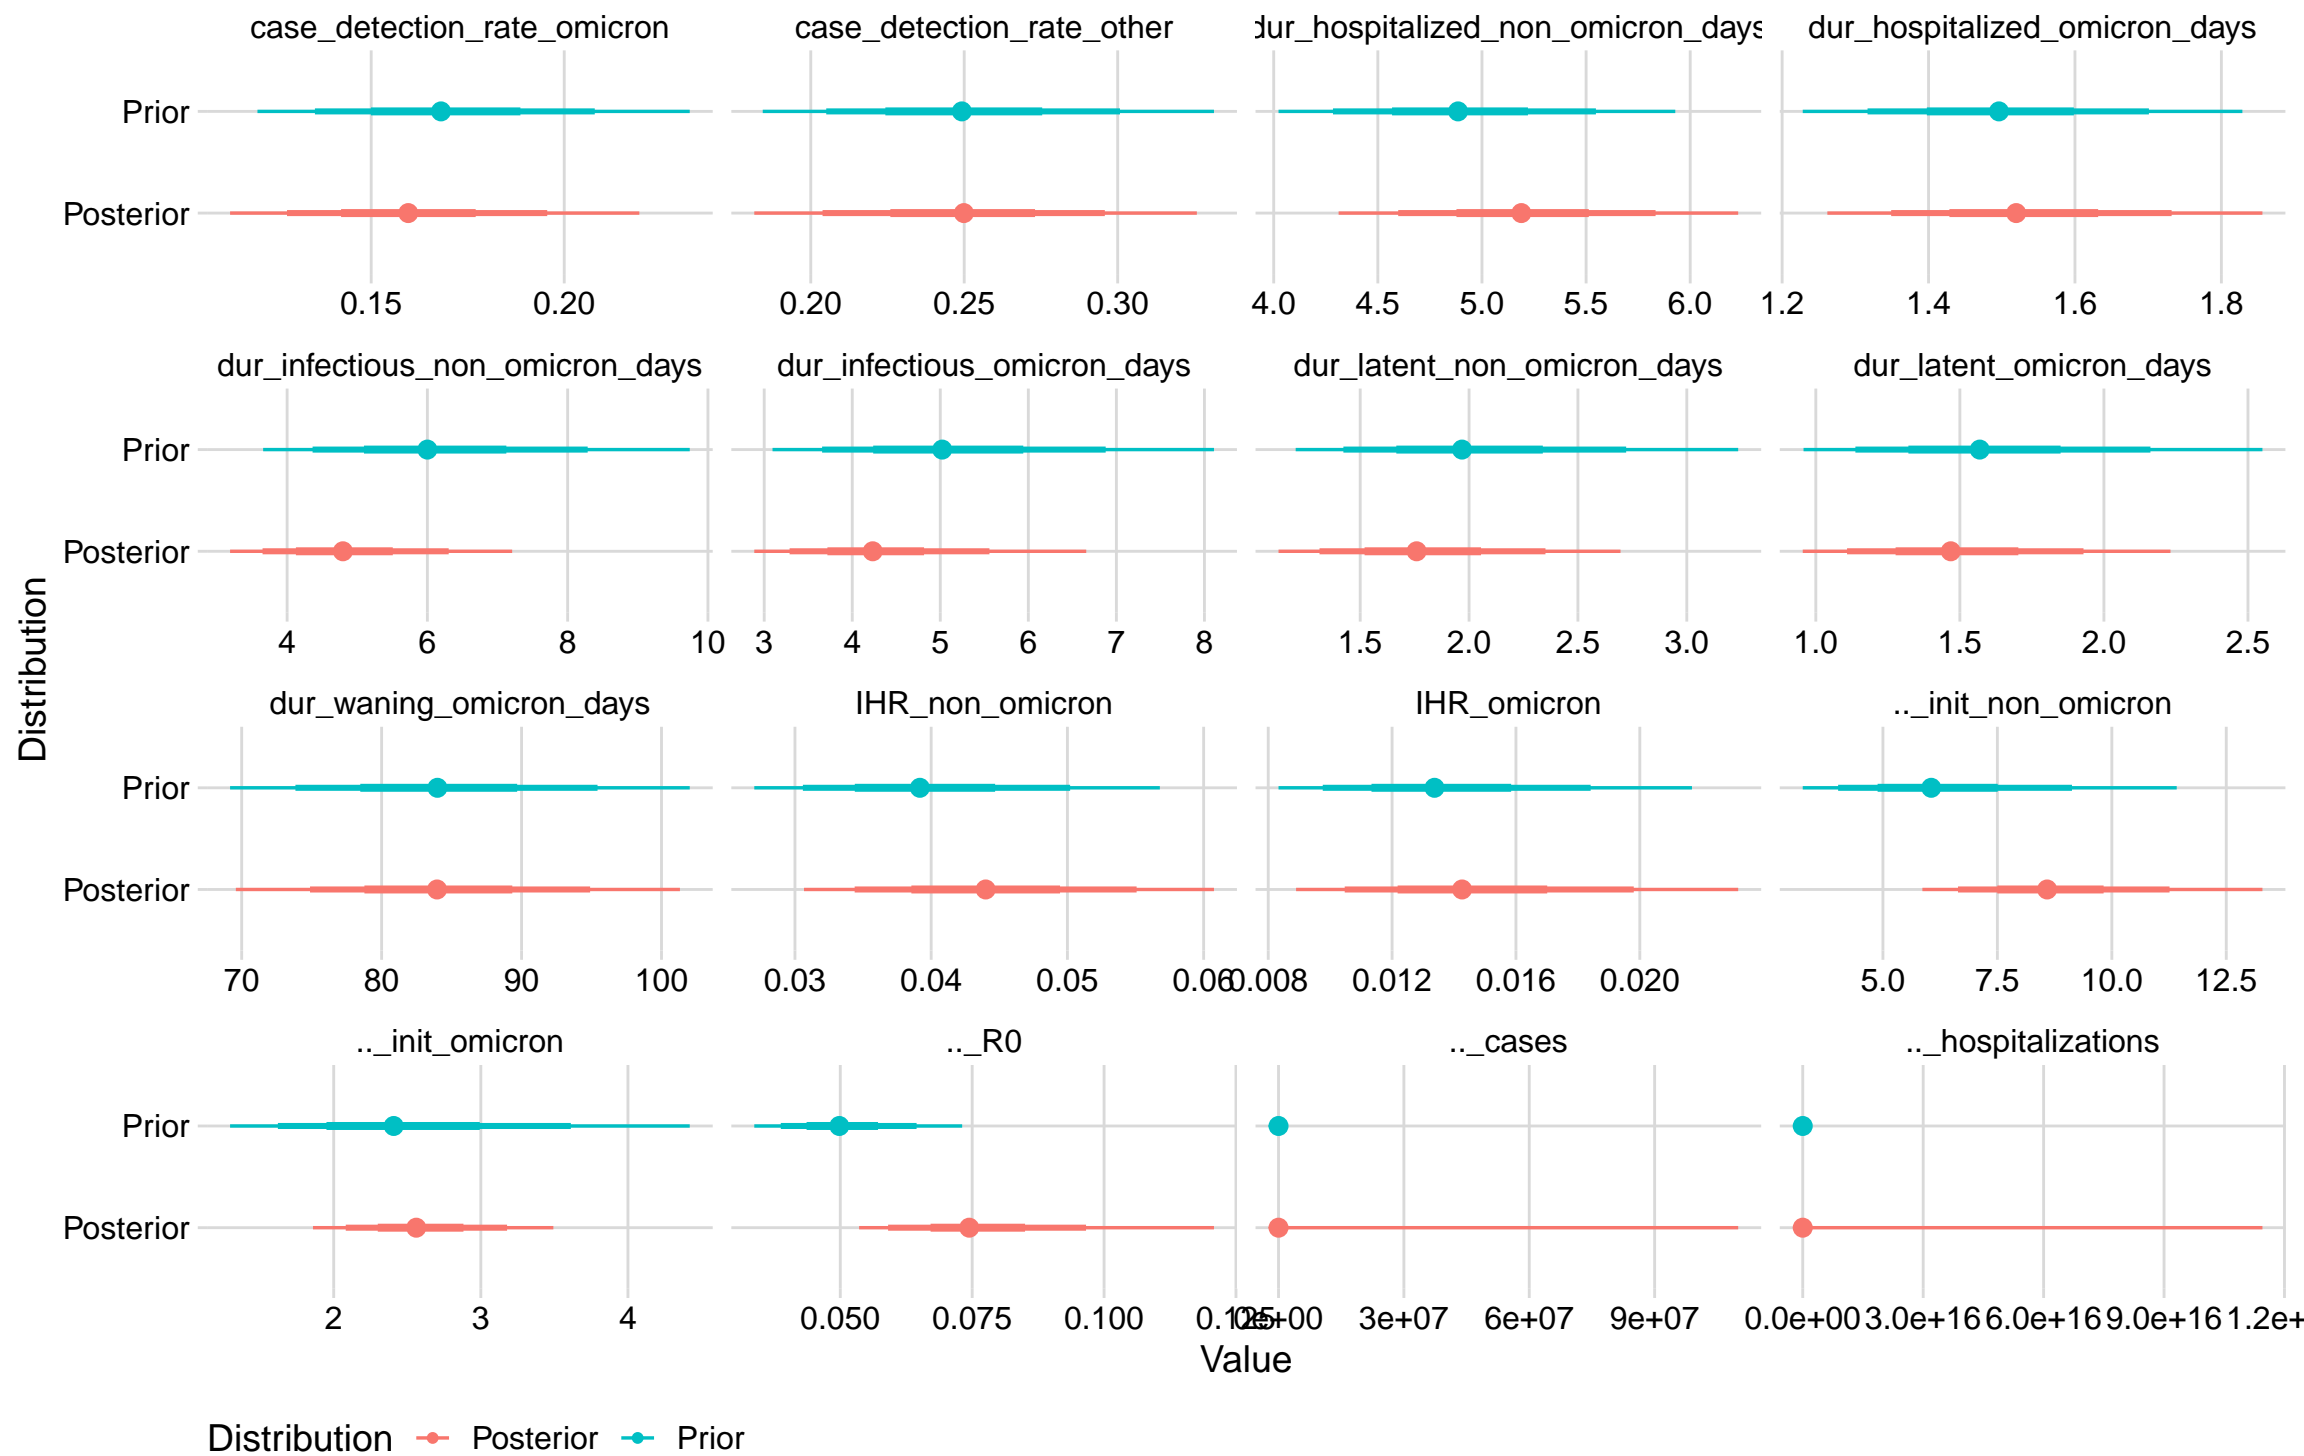 case_detection_rate_omicron case_detection_rate_other dur_hospitalized_non_omicron_days dur_hospitalized_omicron_days
Prior
Posterior
0.15 0.20 0.20 0.25 0.30 4.0 4.5 5.0 5.5 6.0 1.2 1.4 1.6 1.8
dur_infectious_non_omicron_days dur_infectious_omicron_days dur_latent_non_omicron_days dur_latent_omicron_days
Prior
Posterior
4 6 8 10 3 4 5 6 7 8 1.5 2.0 2.5 3.0 1.0 1.5 2.0 2.5
Distribution
dur_waning_omicron_days IHR_non_omicron IHR_omicron .._init_non_omicron
Prior
Posterior
70 80 90 100 0.03 0.04 0.05 0.06 0.008 0.012 0.016 0.020 5.0 7.5 10.0 12.5
.._init_omicron .._R0 .._cases .._hospitalizations
Prior
Posterior
2 3 4 0.050 0.075 0.100 0.125 0e+00 3e+07 6e+07 9e+07 0.0e+00 3.0e+16 6.0e+16 9.0e+16 1.2e+
Value
Distribution Posterior Prior